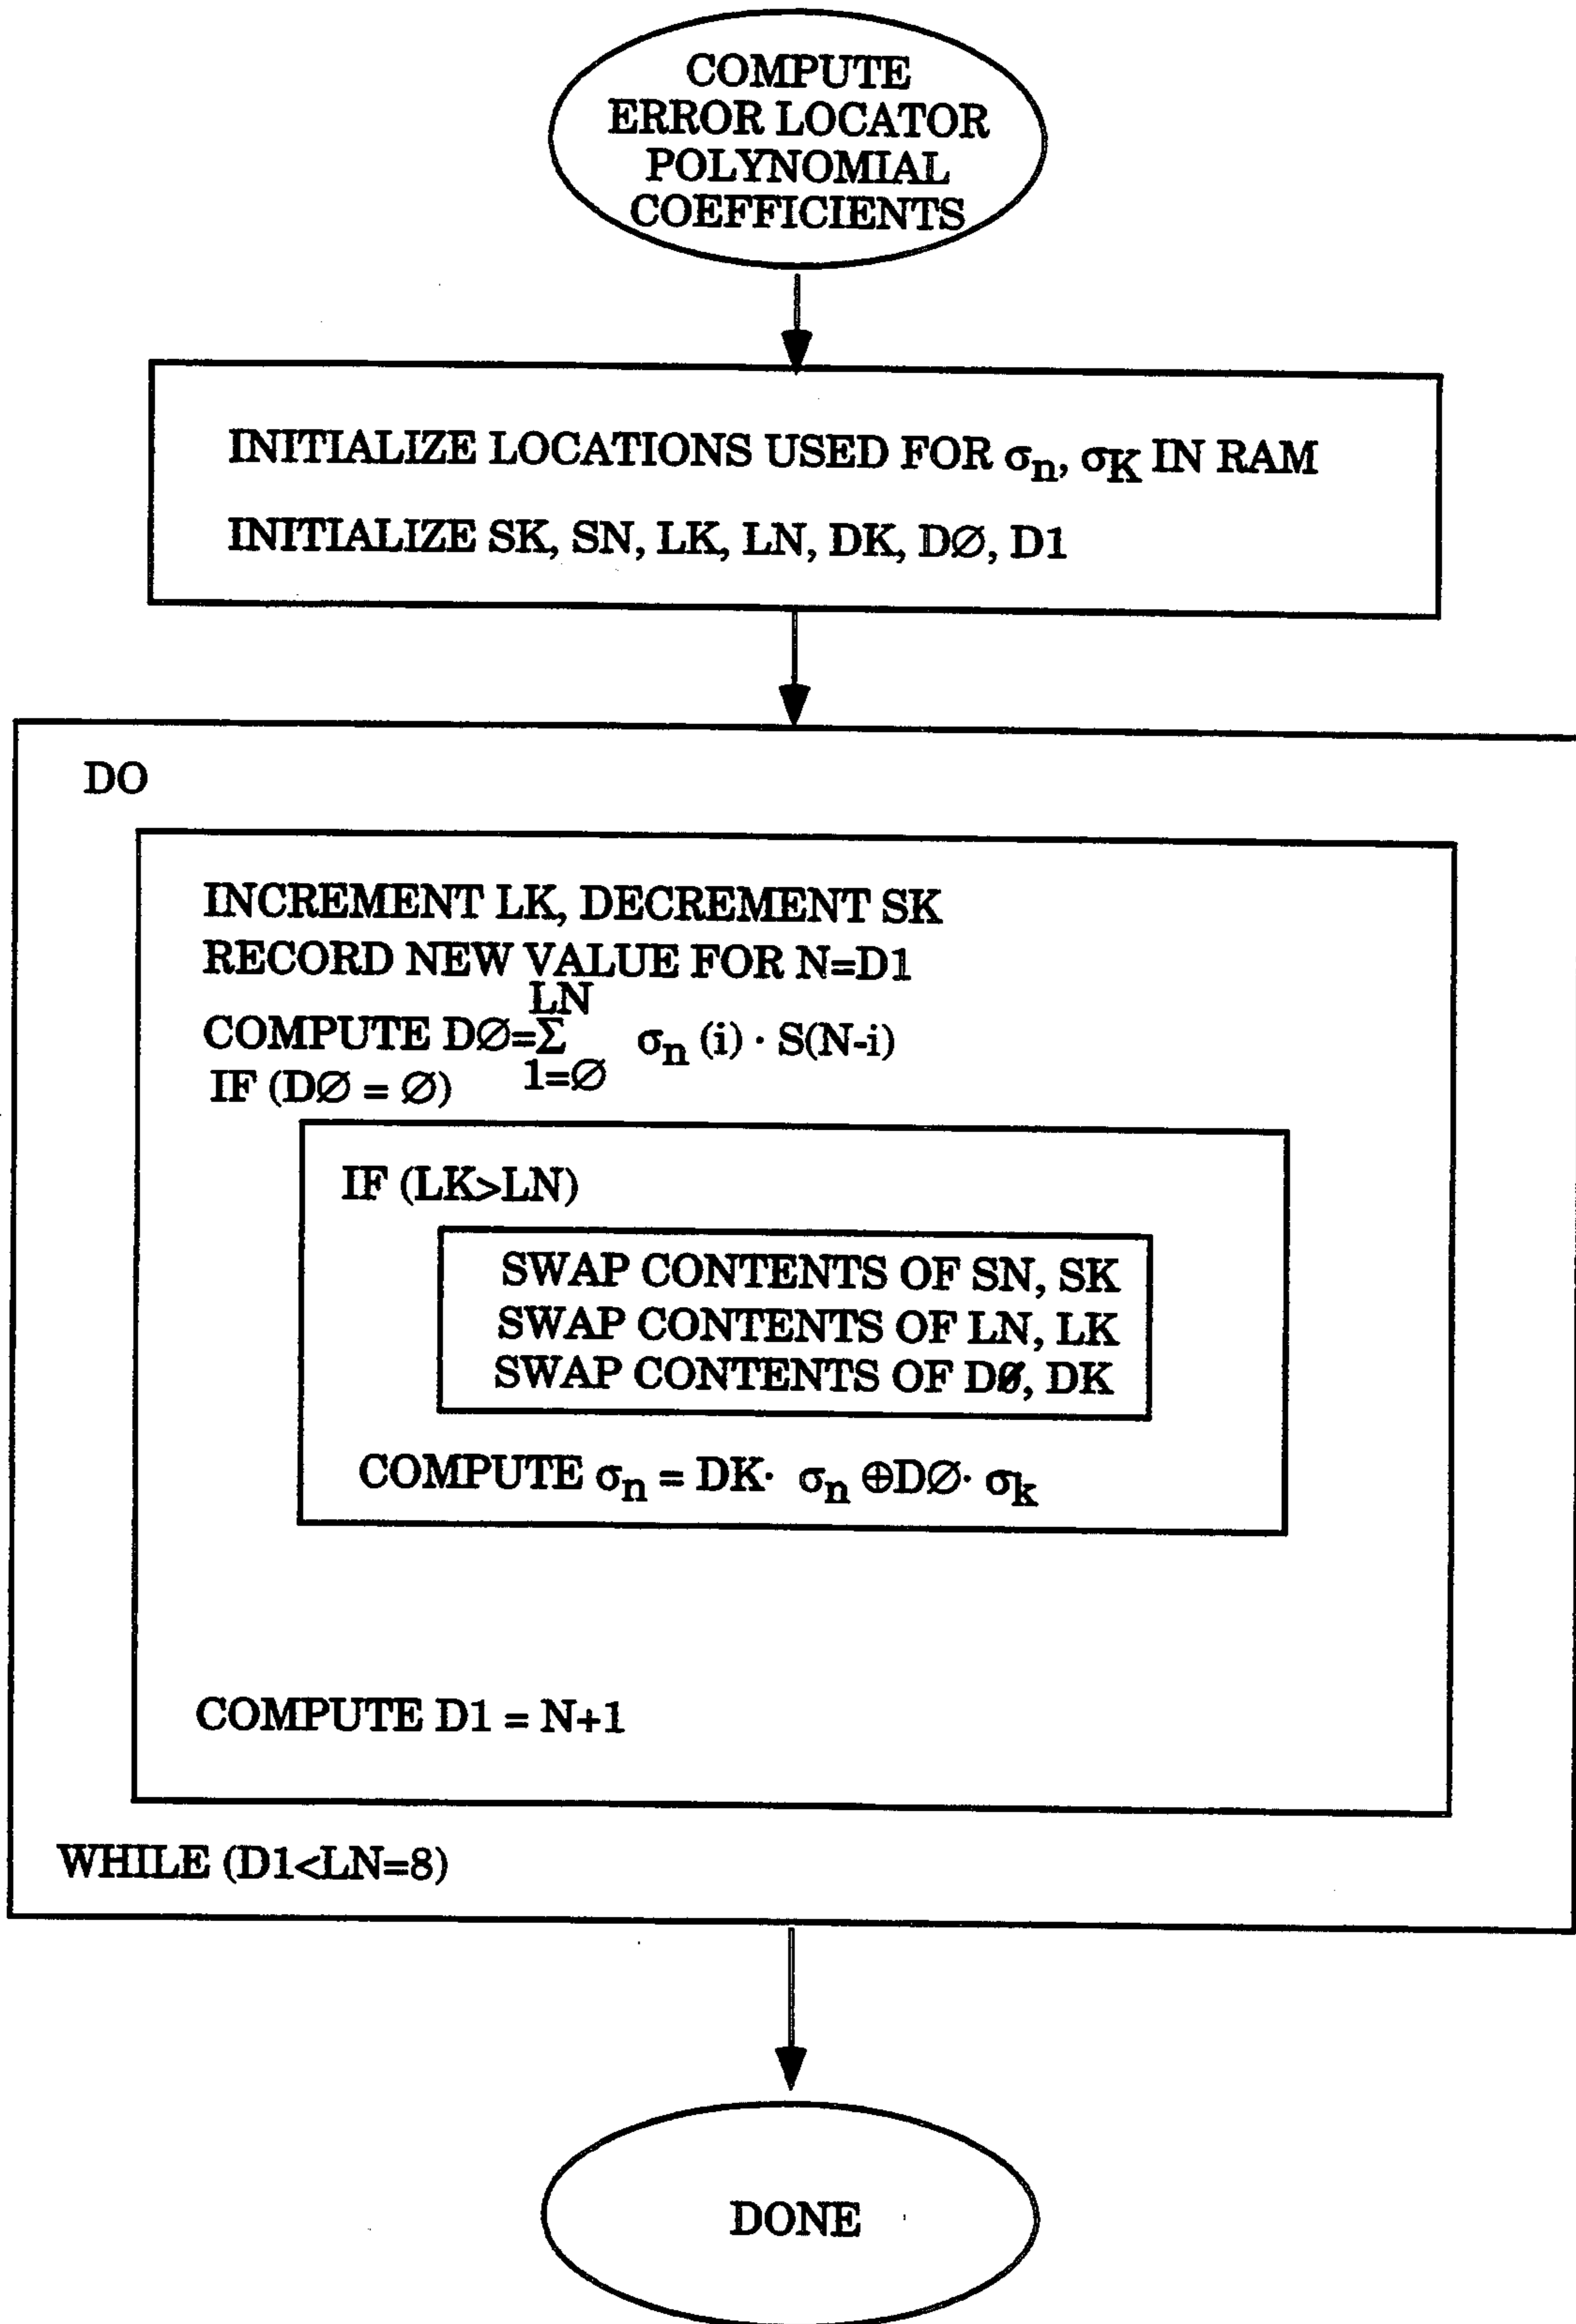 COMPUTE
ERROR LOCATOR
POLYNOMIAL
COEFFICIENTS
INITIALIZE LOCATIONS USED FOR σn, σK IN RAM
INITIALIZE SK, SN, LK, LN, DK, DØ, D1
DO
INCREMENT LK, DECREMENT SK
RECORD NEW VALUE FOR N=D1
LN
COMPUTE DØ=Σ σn (i) · S(N-i)
1=Ø
IF (DØ = Ø)
IF (LK>LN)
SWAP CONTENTS OF SN, SK
SWAP CONTENTS OF LN, LK
SWAP CONTENTS OF DØ, DK
COMPUTE σn = DK· σn ⊕DØ· σk
COMPUTE D1 = N+1
WHILE (D1<LN=8)
DONE